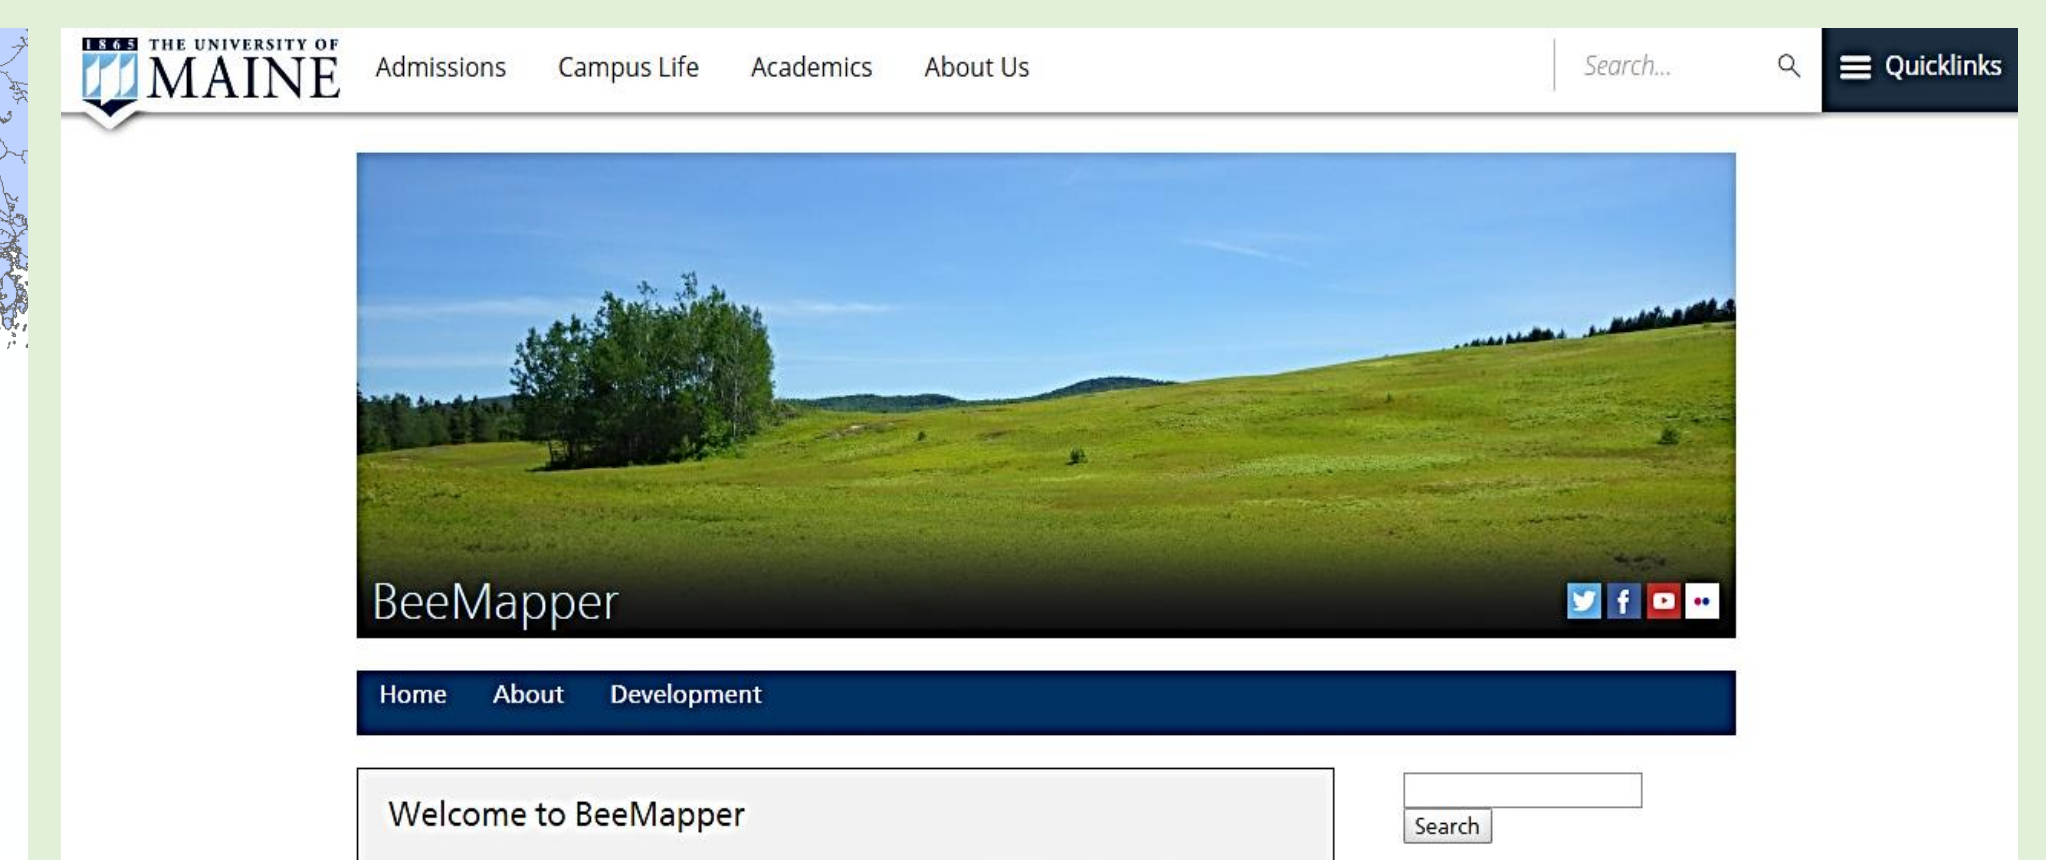 1865 THE UNIVERSITY OF
MAINE
Admissions Campus Life Academics About Us
Search...
Quicklinks
BeeMapper
Home About Development
Welcome to BeeMapper
Search